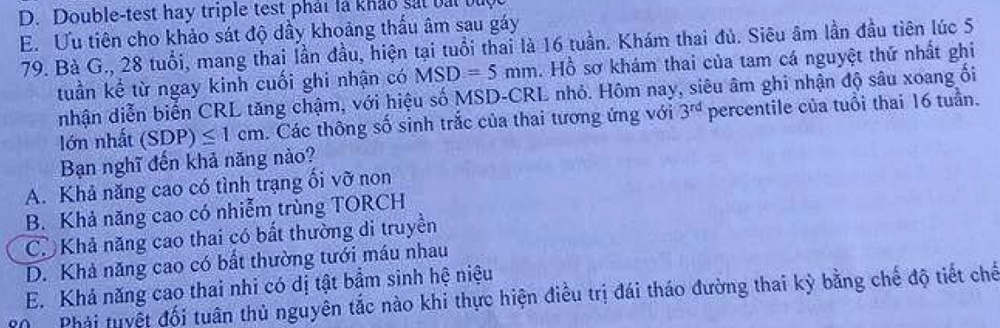 D. Double-test hay triple test phải là khảo sát bắt buộc
E. Ưu tiên cho khảo sát độ dầy khoảng thấu âm sau gáy
79. Bà G., 28 tuổi, mang thai lần đầu, hiện tại tuổi thai là 16 tuần. Khám thai đủ. Siêu âm lần đầu tiên lúc 5
tuần kể từ ngay kinh cuối ghi nhận có MSD = 5 mm. Hồ sơ khám thai của tam cá nguyệt thứ nhất ghi
nhận diễn biến CRL tăng chậm, với hiệu số MSD-CRL nhỏ. Hôm nay, siêu âm ghi nhận độ sâu xoang ối
lớn nhất (SDP) ≤ 1 cm. Các thông số sinh trắc của thai tương ứng với 3rd percentile của tuổi thai 16 tuần.
Bạn nghĩ đến khả năng nào?
A. Khả năng cao có tình trạng ối vỡ non
B. Khả năng cao có nhiễm trùng TORCH
C. Khả năng cao thai có bất thường di truyền
D. Khả năng cao có bất thường tưới máu nhau
E. Khả năng cao thai nhi có dị tật bẩm sinh hệ niệu
80. Phải tuyệt đối tuân thủ nguyên tắc nào khi thực hiện điều trị đái tháo đường thai kỳ bằng chế độ tiết chế